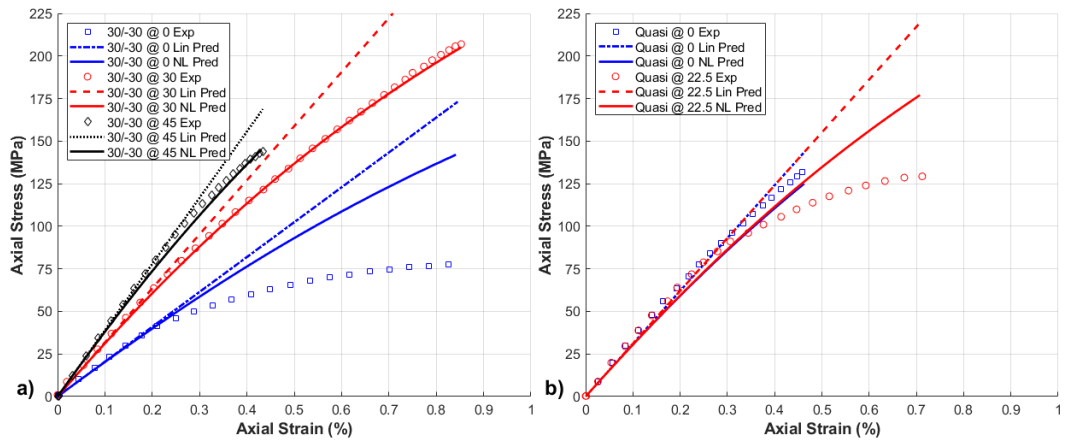 225
200
175
150
125
100
75
50
25
0
Axial Stress (MPa)
30/-30 @ 0 Exp
30/-30 @ 0 Lin Pred
30/-30 @ 0 NL Pred
30/-30 @ 30 Exp
30/-30 @ 30 Lin Pred
30/-30 @ 30 NL Pred
30/-30 @ 45 Exp
30/-30 @ 45 Lin Pred
30/-30 @ 45 NL Pred
a)
0 0.1 0.2 0.3 0.4 0.5 0.6 0.7 0.8 0.9 1
Axial Strain (%)
225
200
175
150
125
100
75
50
25
0
Axial Stress (MPa)
Quasi @ 0 Exp
Quasi @ 0 Lin Pred
Quasi @ 0 NL Pred
Quasi @ 22.5 Exp
Quasi @ 22.5 Lin Pred
Quasi @ 22.5 NL Pred
b)
0 0.1 0.2 0.3 0.4 0.5 0.6 0.7 0.8 0.9 1
Axial Strain (%)